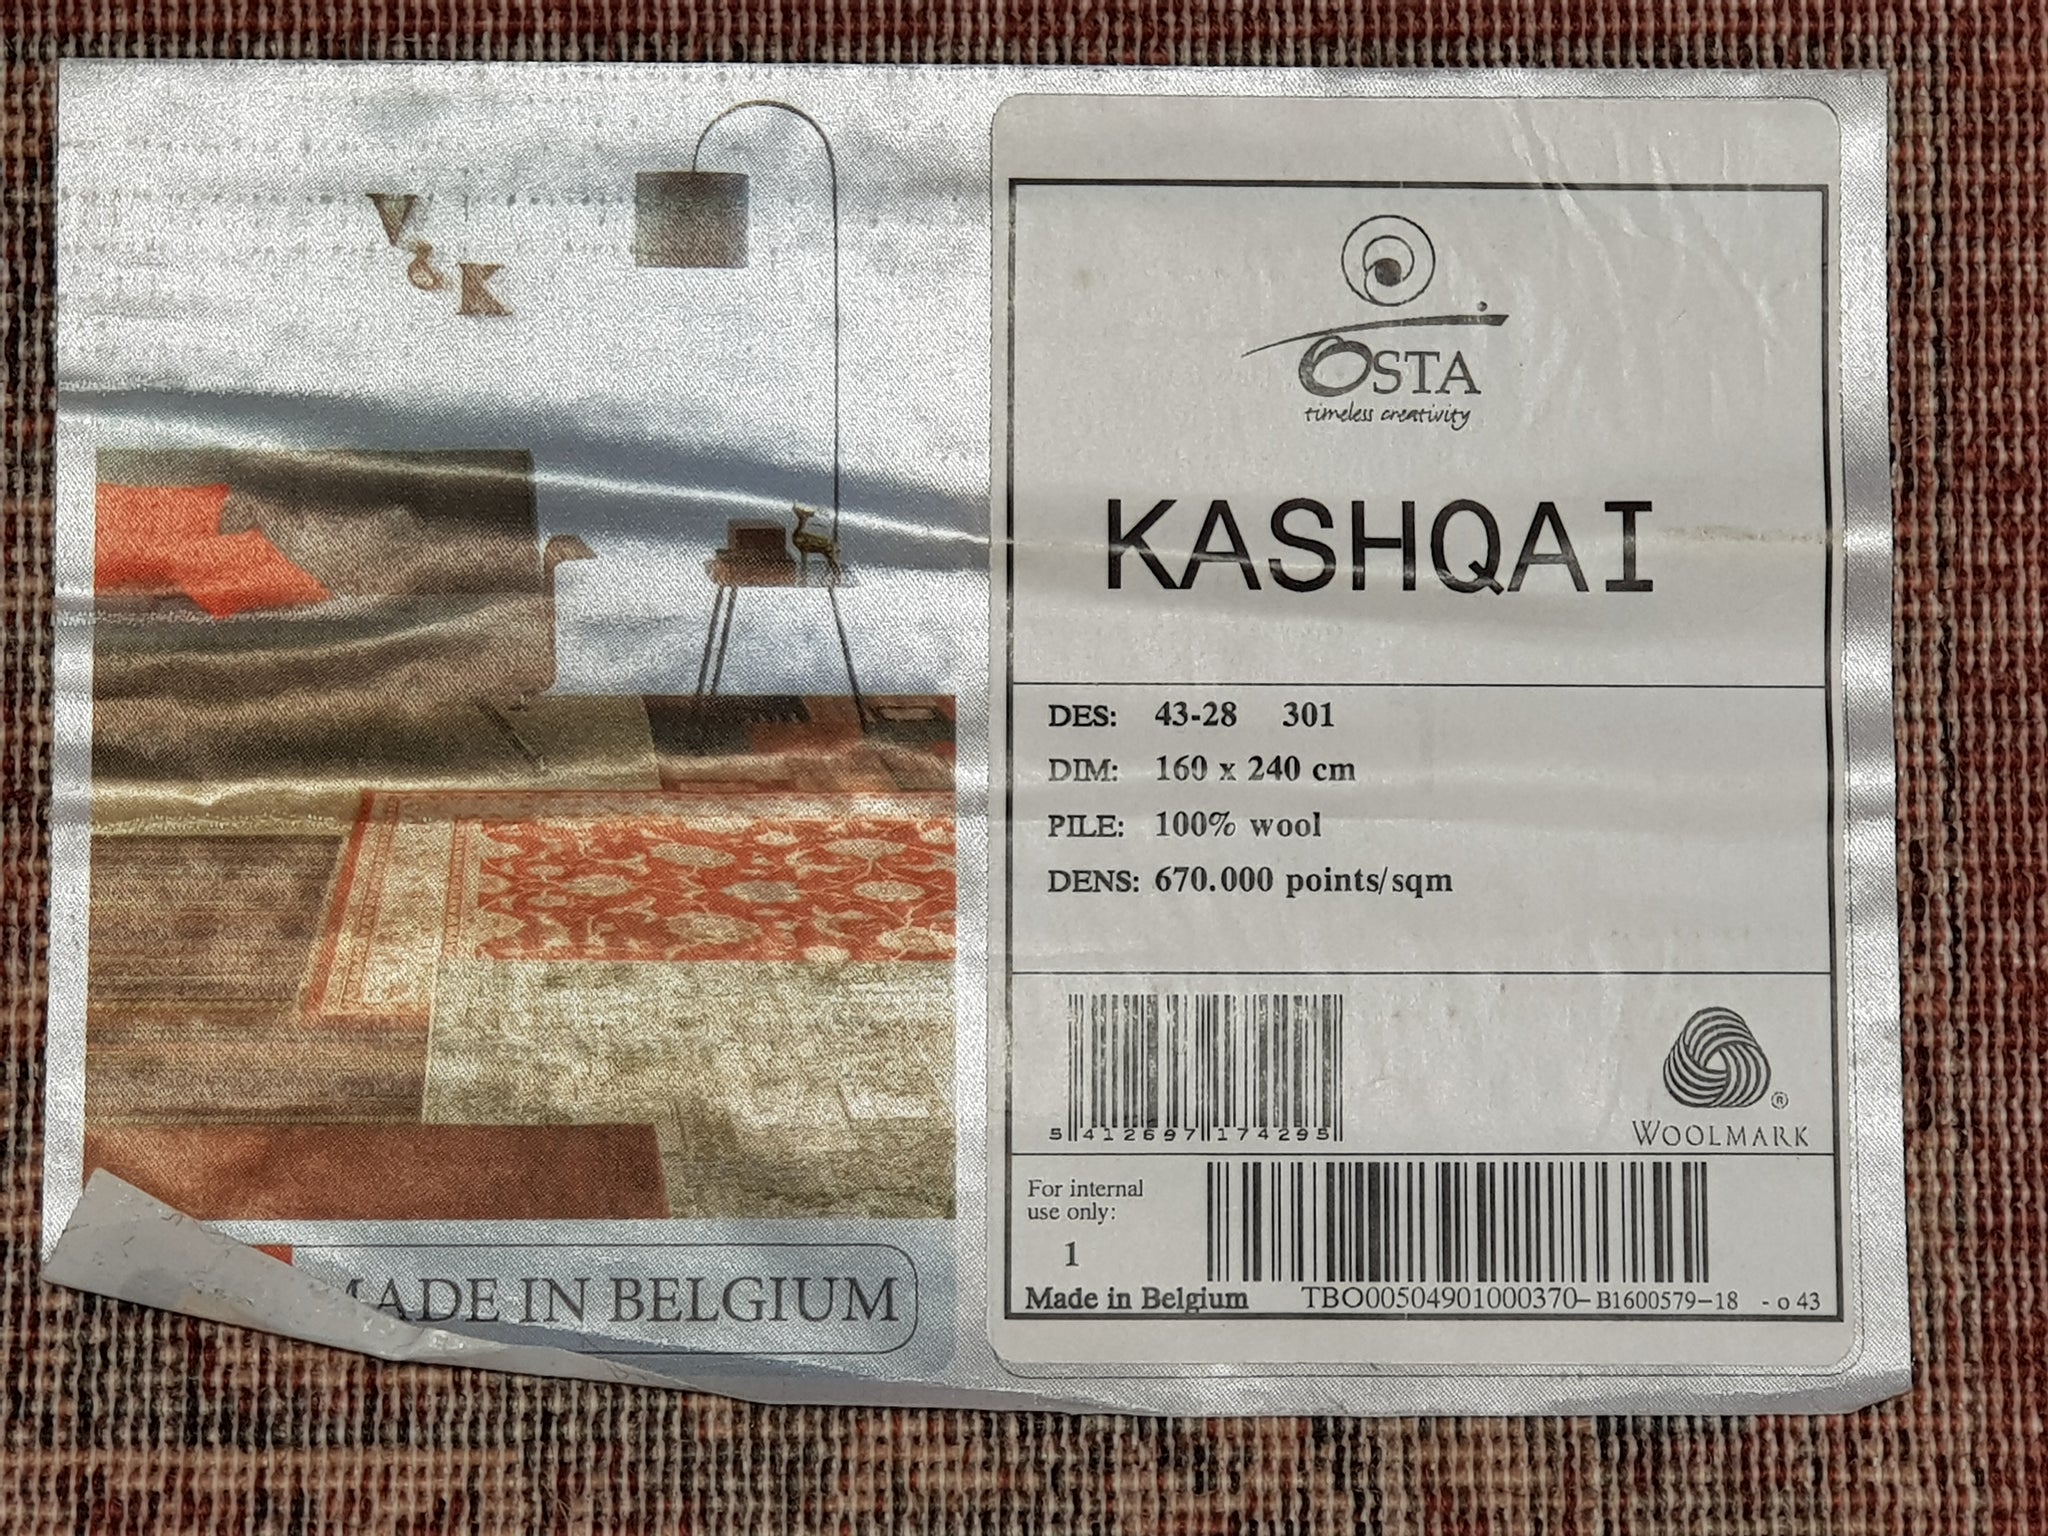 V
&
K
OSTA
timeless creativity
KASHQAI
DES: 43-28 301
DIM: 160 x 240 cm
PILE: 100% wool
DENS: 670.000 points/sqm
5 412697 174295
WOOLMARK
For internal
use only:
1
Made in Belgium TBO00504901000370-B1600579-18 - o 43
MADE IN BELGIUM